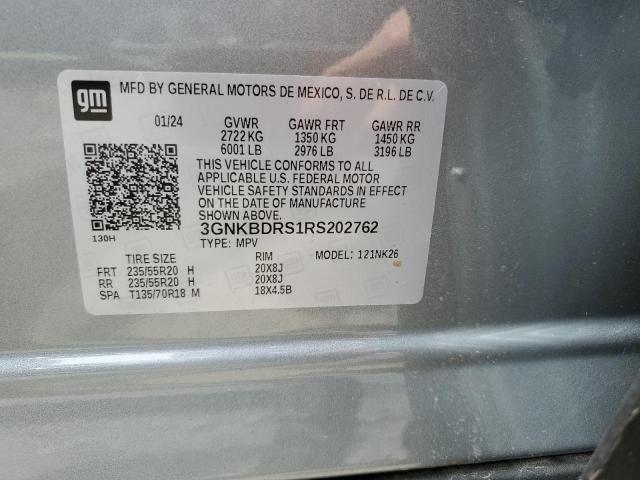 gm
MFD BY GENERAL MOTORS DE MEXICO, S. DE R.L. DE C.V.
01/24 GVWR GAWR FRT GAWR RR
2722 KG 1350 KG 1450 KG
6001 LB 2976 LB 3196 LB
THIS VEHICLE CONFORMS TO ALL
APPLICABLE U.S. FEDERAL MOTOR
VEHICLE SAFETY STANDARDS IN EFFECT
ON THE DATE OF MANUFACTURE
SHOWN ABOVE.
3GNKBDRS1RS202762
130H
TYPE: MPV MODEL: 121NK26
TIRE SIZE RIM
FRT 235/55R20 H 20X8J
RR 235/55R20 H 20X8J
SPA T135/70R18 M 18X4.5B